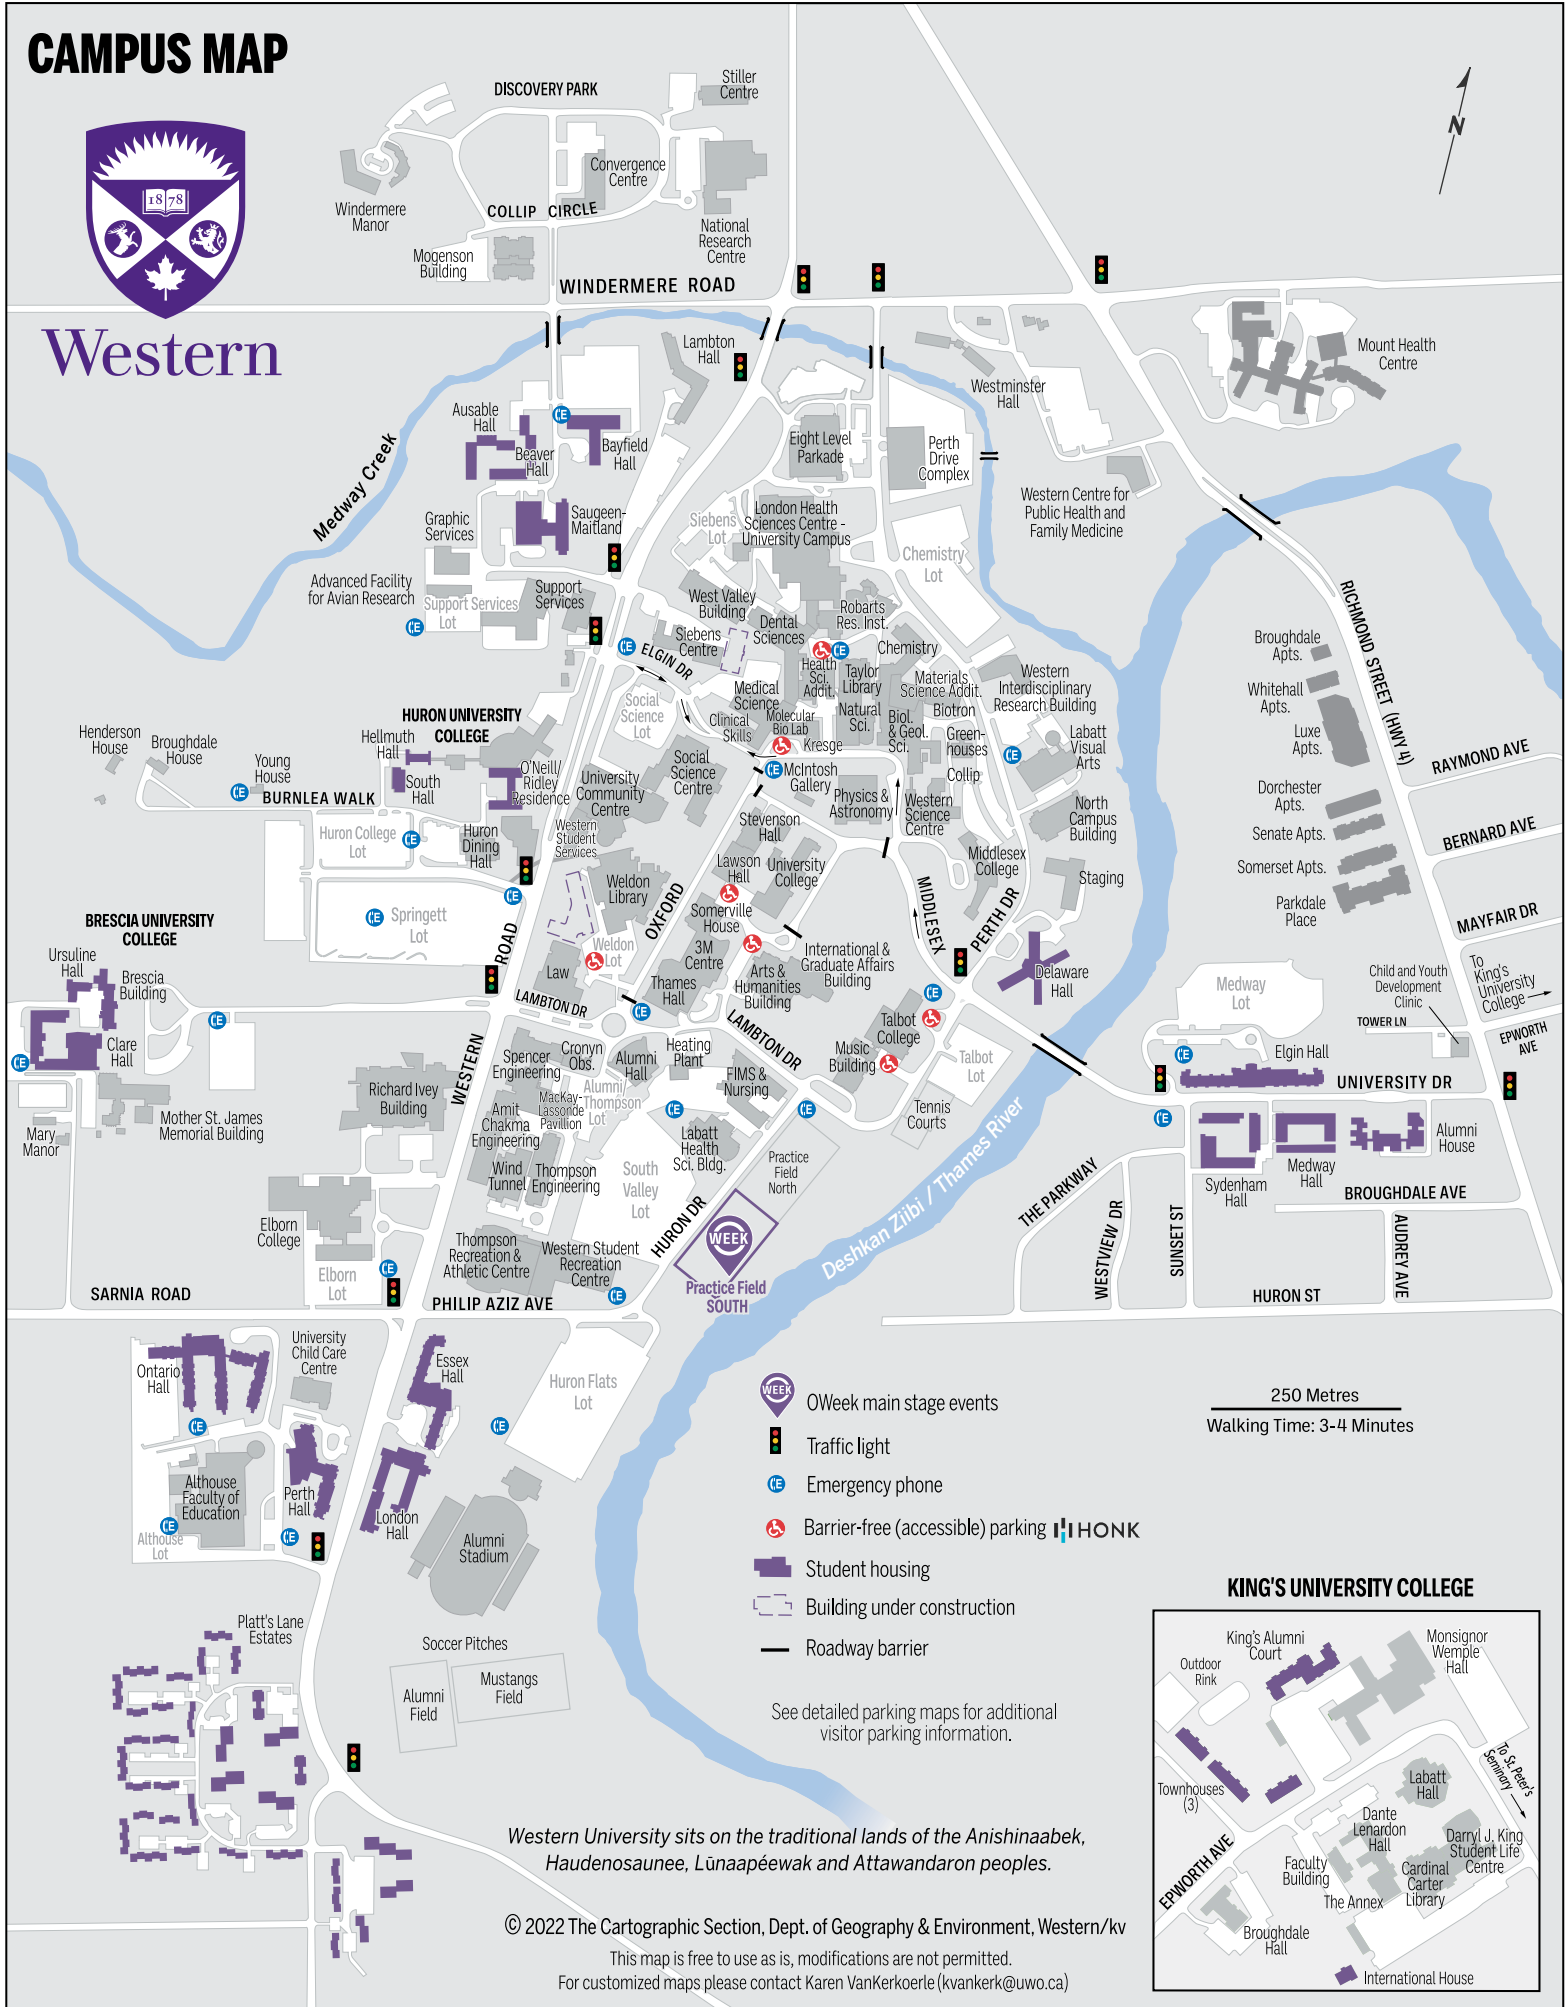 CAMPUS MAP
1878
Western
DISCOVERY PARK
Stiller
Centre
Convergence
Centre
Windermere
Manor
COLLIP CIRCLE
National
Research
Centre
Mogenson
Building
WINDERMERE ROAD
N
Lambton
Hall
Mount Health
Centre
Westminster
Hall
Ausable
Hall
Beaver
Hall
Bayfield
Hall
Eight Level
Parkade
Perth
Drive
Complex
Medway Creek
Western Centre for
Public Health and
Family Medicine
Saugeen-
Maitland
Graphic
Services
Siebens
Lot
London Health
Sciences Centre -
University Campus
Chemistry
Lot
Advanced Facility
for Avian Research
Support Services
Lot
Support
Services
West Valley
Building
Dental
Sciences
Robarts
Res. Inst.
Siebens
Centre
ELGIN DR
Chemistry
Health
Sci.
Addit.
Taylor
Library
Materials
Science Addit.
Biotron
Western
Interdisciplinary
Research Building
RICHMOND STREET (HWY 4)
Broughdale
Apts.
Whitehall
Apts.
Luxe
Apts.
Dorchester
Apts.
Senate Apts.
Somerset Apts.
Parkdale
Place
RAYMOND AVE
BERNARD AVE
MAYFAIR DR
Social
Science
Lot
Medical
Science
Clinical
Skills
Molecular
Bio Lab
Kresge
Natural
Sci.
Biol.
& Geol.
Sci.
Green-
houses
Collip
Labatt
Visual
Arts
HURON UNIVERSITY
COLLEGE
Henderson
House
Broughdale
House
Young
House
Hellmuth
Hall
South
Hall
O'Neill/
Ridley
Residence
BURNLEA WALK
Social
Science
Centre
University
Community
Centre
McIntosh
Gallery
Physics &
Astronomy
Western
Science
Centre
North
Campus
Building
Huron College
Lot
Huron
Dining
Hall
Western
Student
Services
Stevenson
Hall
Lawson
Hall
University
College
Middlesex
College
Staging
Weldon
Library
OXFORD
Somerville
House
MIDDLESEX
PERTH DR
Springett
Lot
BRESCIA UNIVERSITY
COLLEGE
Ursuline
Hall
Brescia
Building
Clare
Hall
WESTERN
ROAD
Weldon
Lot
Law
3M
Centre
Thames
Hall
Arts &
Humanities
Building
International &
Graduate Affairs
Building
Delaware
Hall
Medway
Lot
Child and Youth
Development
Clinic
To
King's
University
College
TOWER LN
EPWORTH
AVE
LAMBTON DR
LAMBTON DR
Talbot
College
Music
Building
Talbot
Lot
Elgin Hall
UNIVERSITY DR
Spencer
Engineering
Cronyn
Obs.
Alumni
Hall
Heating
Plant
FIMS &
Nursing
Alumni/
Thompson
Lot
MacKay-
Lassonde
Pavillion
Amit
Chakma
Engineering
Richard Ivey
Building
Mother St. James
Memorial Building
Mary
Manor
Tennis
Courts
Alumni
House
Medway
Hall
Sydenham
Hall
Wind
Tunnel
Thompson
Engineering
Labatt
Health
Sci. Bldg.
South
Valley
Lot
Practice
Field
North
HURON DR
Deshkan Ziibi / Thames River
THE PARKWAY
WESTVIEW DR
SUNSET ST
BROUGHDALE AVE
AUDREY AVE
HURON ST
Elborn
College
Elborn
Lot
Thompson
Recreation &
Athletic Centre
Western Student
Recreation
Centre
WEEK
Practice Field
SOUTH
SARNIA ROAD
PHILIP AZIZ AVE
Ontario
Hall
University
Child Care
Centre
Essex
Hall
Huron Flats
Lot
Althouse
Faculty of
Education
Althouse
Lot
Perth
Hall
London
Hall
Alumni
Stadium
Platt's Lane
Estates
Soccer Pitches
Alumni
Field
Mustangs
Field
WEEK
OWeek main stage events
Traffic light
Emergency phone
Barrier-free (accessible) parking HONK
Student housing
Building under construction
Roadway barrier
250 Metres
Walking Time: 3-4 Minutes
See detailed parking maps for additional
visitor parking information.
KING'S UNIVERSITY COLLEGE
King's Alumni
Court
Monsignor
Wemple
Hall
Outdoor
Rink
To St. Peter's
Seminary
Townhouses
(3)
Labatt
Hall
Dante
Lenardon
Hall
Darryl J. King
Student Life
Centre
Faculty
Building
Cardinal
Carter
Library
The Annex
EPWORTH AVE
Broughdale
Hall
International House
Western University sits on the traditional lands of the Anishinaabek,
Haudenosaunee, Lūnaapéewak and Attawandaron peoples.
© 2022 The Cartographic Section, Dept. of Geography & Environment, Western/kv
This map is free to use as is, modifications are not permitted.
For customized maps please contact Karen VanKerkoerle (kvankerk@uwo.ca)